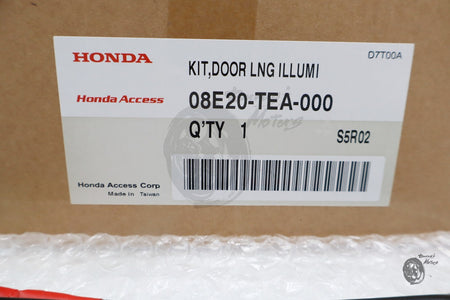 HONDA
KIT,DOOR LNG ILLUMI
D7T00A
Honda Access
08E20-TEA-000
Q'TY 1
S5R02
Honda Access Corp
Made in Taiwan